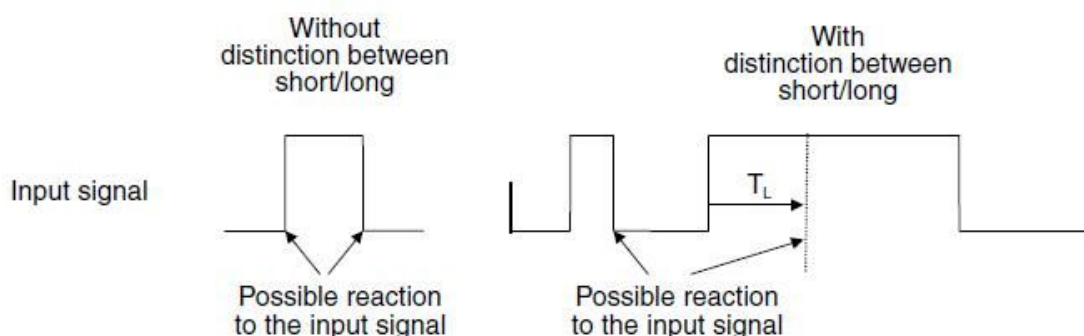 Without
distinction between
short/long
With
distinction between
short/long
Input signal
T_L
Possible reaction
to the input signal
Possible reaction
to the input signal